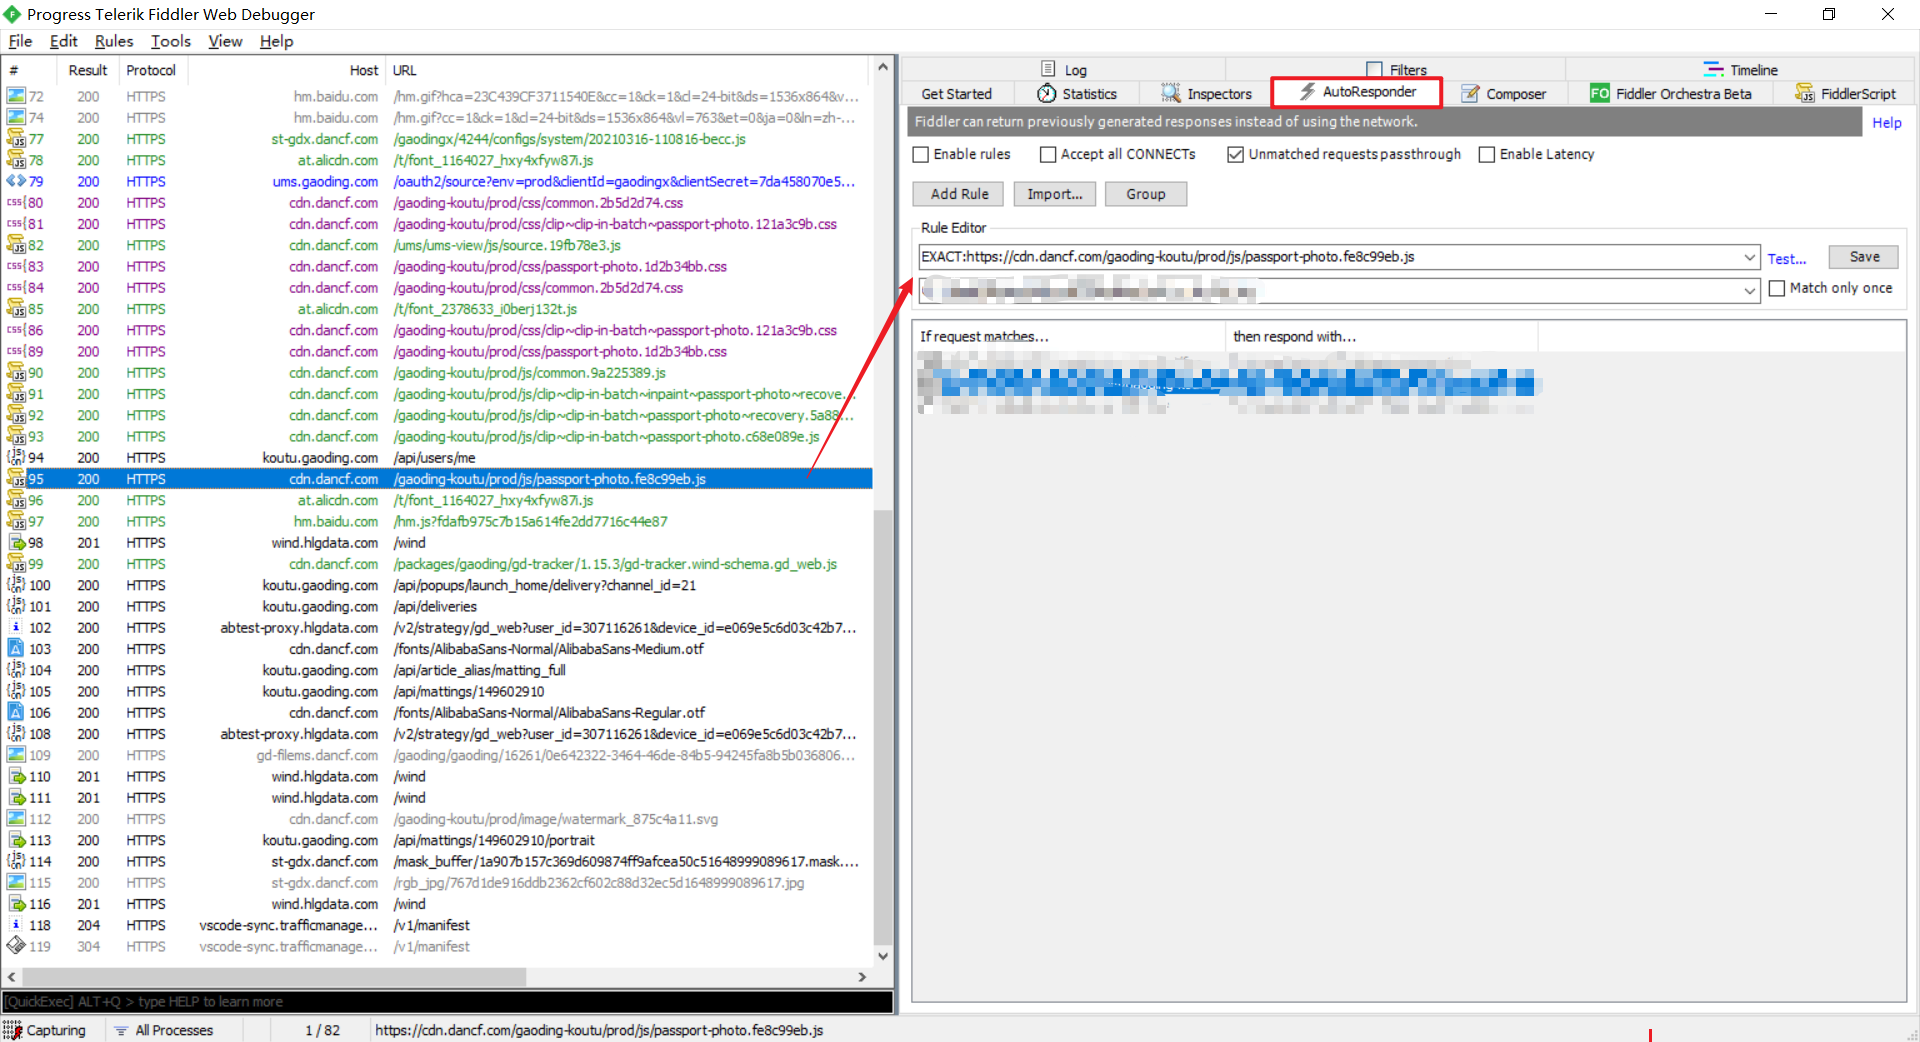 Progress Telerik Fiddler Web Debugger
File Edit Rules Tools View Help
# Result Protocol Host URL
72 200 HTTPS hm.baidu.com /hm.gif?hca=23C439CF3711540E&cc=1&ck=1&cl=24-bit&ds=1536x864&v...
74 200 HTTPS hm.baidu.com /hm.gif?cc=1&ck=1&cl=24-bit&ds=1536x864&vl=763&et=0&ja=0&ln=zh-...
77 200 HTTPS st-gdx.dancf.com /gaodingx/4244/configs/system/20210316-110816-becc.js
78 200 HTTPS at.alicdn.com /t/font_1164027_hxy4xfyw87i.js
79 200 HTTPS ums.gaoding.com /oauth2/source?env=prod&clientId=gaodingx&clientSecret=7da458070e5...
80 200 HTTPS cdn.dancf.com /gaoding-koutu/prod/css/common.2b5d2d74.css
81 200 HTTPS cdn.dancf.com /gaoding-koutu/prod/css/clip~clip-in-batch~passport-photo.121a3c9b.css
82 200 HTTPS cdn.dancf.com /ums/ums-view/js/source.19fb78e3.js
83 200 HTTPS cdn.dancf.com /gaoding-koutu/prod/css/passport-photo.1d2b34bb.css
84 200 HTTPS cdn.dancf.com /gaoding-koutu/prod/css/common.2b5d2d74.css
85 200 HTTPS at.alicdn.com /t/font_2378633_i0berj132t.js
86 200 HTTPS cdn.dancf.com /gaoding-koutu/prod/css/clip~clip-in-batch~passport-photo.121a3c9b.css
89 200 HTTPS cdn.dancf.com /gaoding-koutu/prod/css/passport-photo.1d2b34bb.css
90 200 HTTPS cdn.dancf.com /gaoding-koutu/prod/js/common.9a225389.js
91 200 HTTPS cdn.dancf.com /gaoding-koutu/prod/js/clip~clip-in-batch~inpaint~passport-photo~recove...
92 200 HTTPS cdn.dancf.com /gaoding-koutu/prod/js/clip~clip-in-batch~passport-photo~recovery.5a88...
93 200 HTTPS cdn.dancf.com /gaoding-koutu/prod/js/clip~clip-in-batch~passport-photo.c68e089e.js
94 200 HTTPS koutu.gaoding.com /api/users/me
95 200 HTTPS cdn.dancf.com /gaoding-koutu/prod/js/passport-photo.fe8c99eb.js
96 200 HTTPS at.alicdn.com /t/font_1164027_hxy4xfyw87i.js
97 200 HTTPS hm.baidu.com /hm.js?fdafb975c7b15a614fe2dd7716c44e87
98 201 HTTPS wind.hlgdata.com /wind
99 200 HTTPS cdn.dancf.com /packages/gaoding/gd-tracker/1.15.3/gd-tracker.wind-schema.gd_web.js
100 200 HTTPS koutu.gaoding.com /api/popups/launch_home/delivery?channel_id=21
101 200 HTTPS koutu.gaoding.com /api/deliveries
102 200 HTTPS abtest-proxy.hlgdata.com /v2/strategy/gd_web?user_id=307116261&device_id=e069e5c6d03c42b7...
103 200 HTTPS cdn.dancf.com /fonts/AlibabaSans-Normal/AlibabaSans-Medium.otf
104 200 HTTPS koutu.gaoding.com /api/article_alias/matting_full
105 200 HTTPS koutu.gaoding.com /api/mattings/149602910
106 200 HTTPS cdn.dancf.com /fonts/AlibabaSans-Normal/AlibabaSans-Regular.otf
108 200 HTTPS abtest-proxy.hlgdata.com /v2/strategy/gd_web?user_id=307116261&device_id=e069e5c6d03c42b7...
109 200 HTTPS gd-filems.dancf.com /gaoding/gaoding/16261/0e642322-3464-46de-84b5-94245fa8b5b036806...
110 201 HTTPS wind.hlgdata.com /wind
111 201 HTTPS wind.hlgdata.com /wind
112 200 HTTPS cdn.dancf.com /gaoding-koutu/prod/image/watermark_875c4a11.svg
113 200 HTTPS koutu.gaoding.com /api/mattings/149602910/portrait
114 200 HTTPS st-gdx.dancf.com /mask_buffer/1a907b157c369d609874ff9afcea50c51648999089617.mask....
115 200 HTTPS st-gdx.dancf.com /rgb_jpg/767d1de916ddb2362cf602c88d32ec5d1648999089617.jpg
116 201 HTTPS wind.hlgdata.com /wind
118 204 HTTPS vscode-sync.trafficmanage... /v1/manifest
119 304 HTTPS vscode-sync.trafficmanage... /v1/manifest
[QuickExec] ALT+Q > type HELP to learn more
Capturing All Processes 1 / 82 https://cdn.dancf.com/gaoding-koutu/prod/js/passport-photo.fe8c99eb.js
Log Filters Timeline
Get Started Statistics Inspectors AutoResponder Composer FO Fiddler Orchestra Beta FiddlerScript
Fiddler can return previously generated responses instead of using the network. Help
Enable rules Accept all CONNECTs Unmatched requests passthrough Enable Latency
Add Rule Import... Group
Rule Editor
EXACT:https://cdn.dancf.com/gaoding-koutu/prod/js/passport-photo.fe8c99eb.js Test... Save
Match only once
If request matches... then respond with...